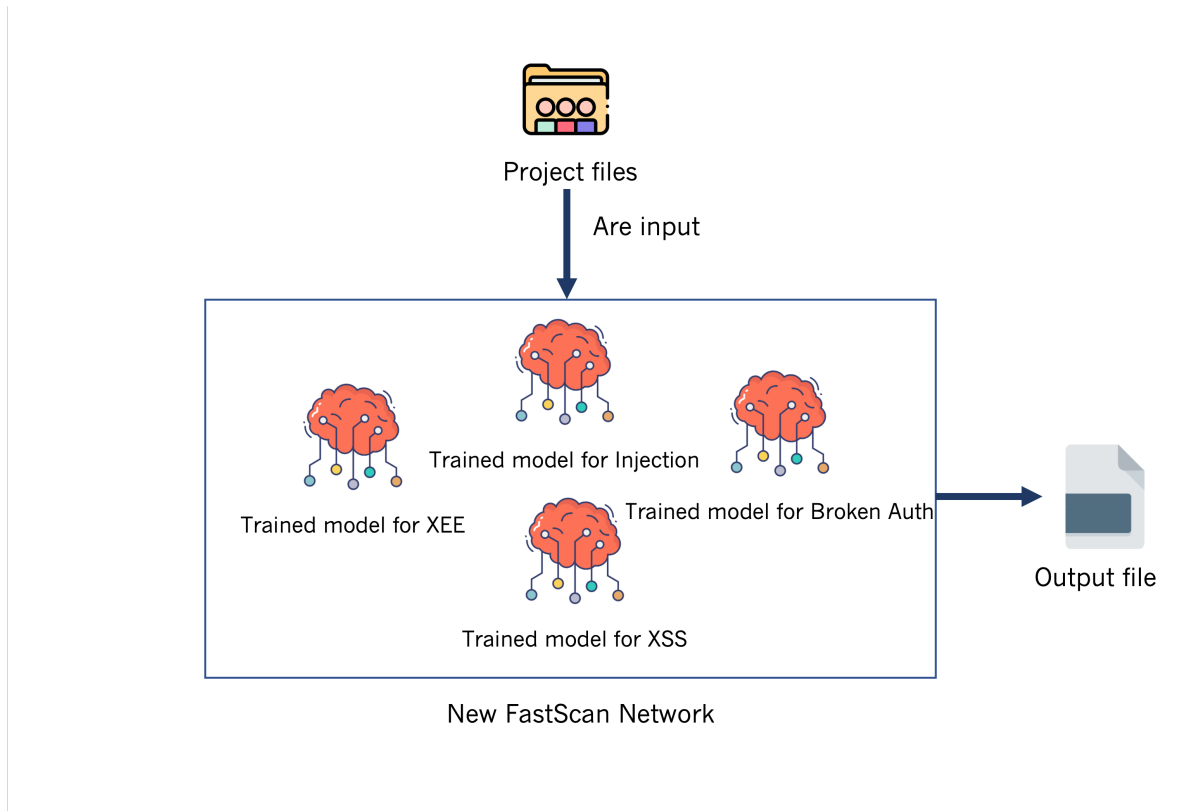 Project files
Are input
Trained model for Injection
Trained model for Broken Auth
Trained model for XEE
Trained model for XSS
Output file
New FastScan Network